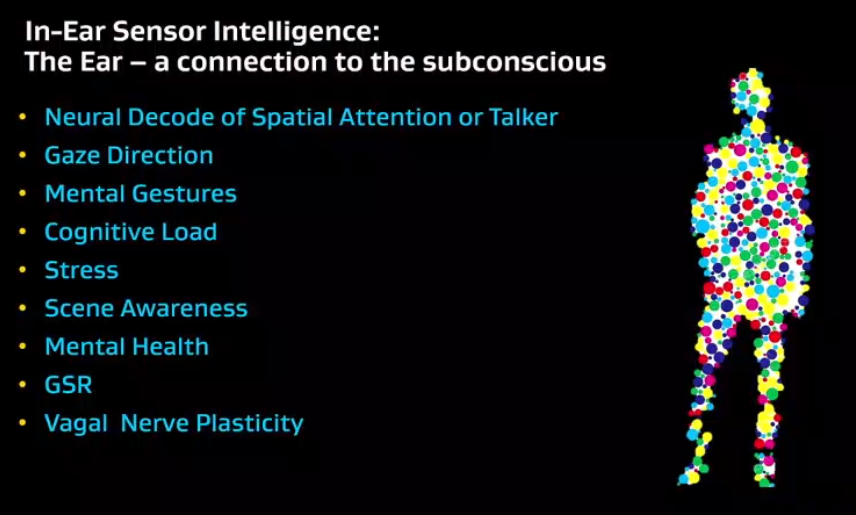 In-Ear Sensor Intelligence:
The Ear – a connection to the subconscious
• Neural Decode of Spatial Attention or Talker
• Gaze Direction
• Mental Gestures
• Cognitive Load
• Stress
• Scene Awareness
• Mental Health
• GSR
• Vagal Nerve Plasticity